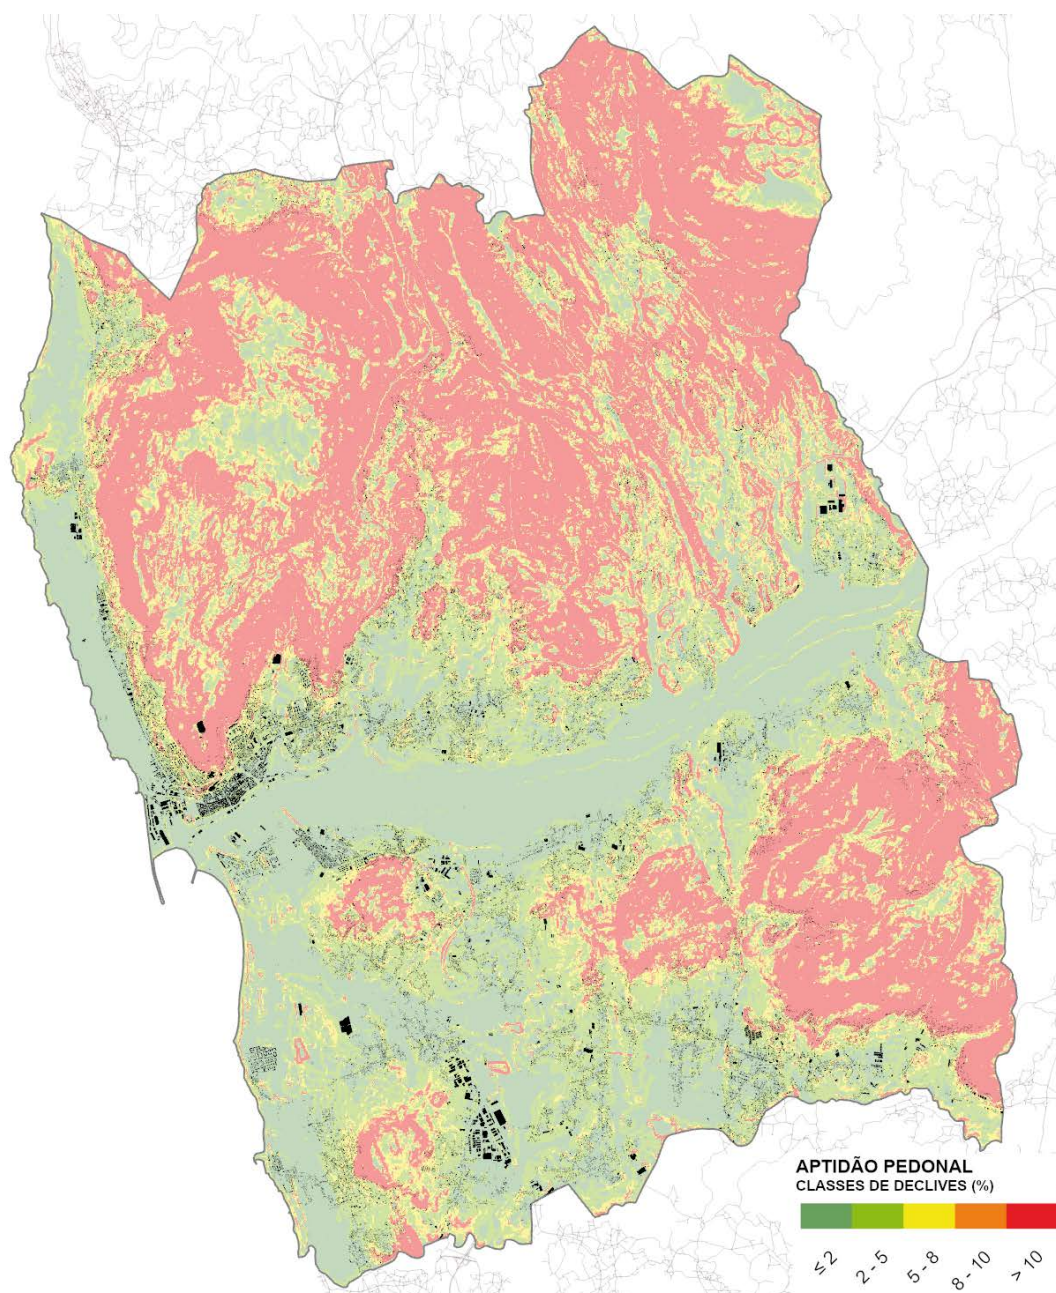 APTIDÃO PEDONAL
CLASSES DE DECLIVES (%)
≤ 2
2 - 5
5 - 8
8 - 10
> 10